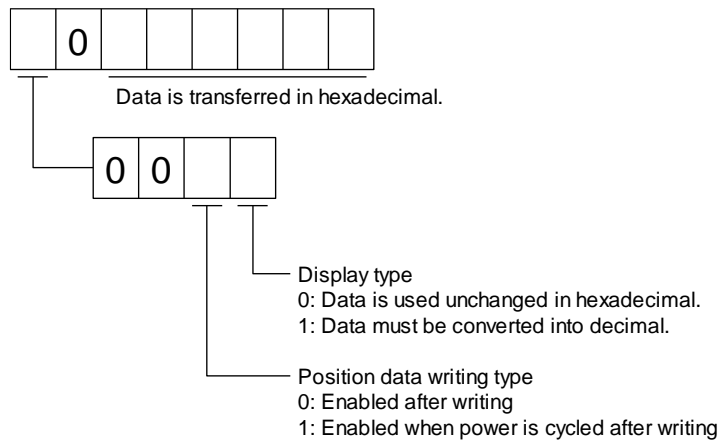 0
Data is transferred in hexadecimal.
0 0
Display type
0: Data is used unchanged in hexadecimal.
1: Data must be converted into decimal.
Position data writing type
0: Enabled after writing
1: Enabled when power is cycled after writing